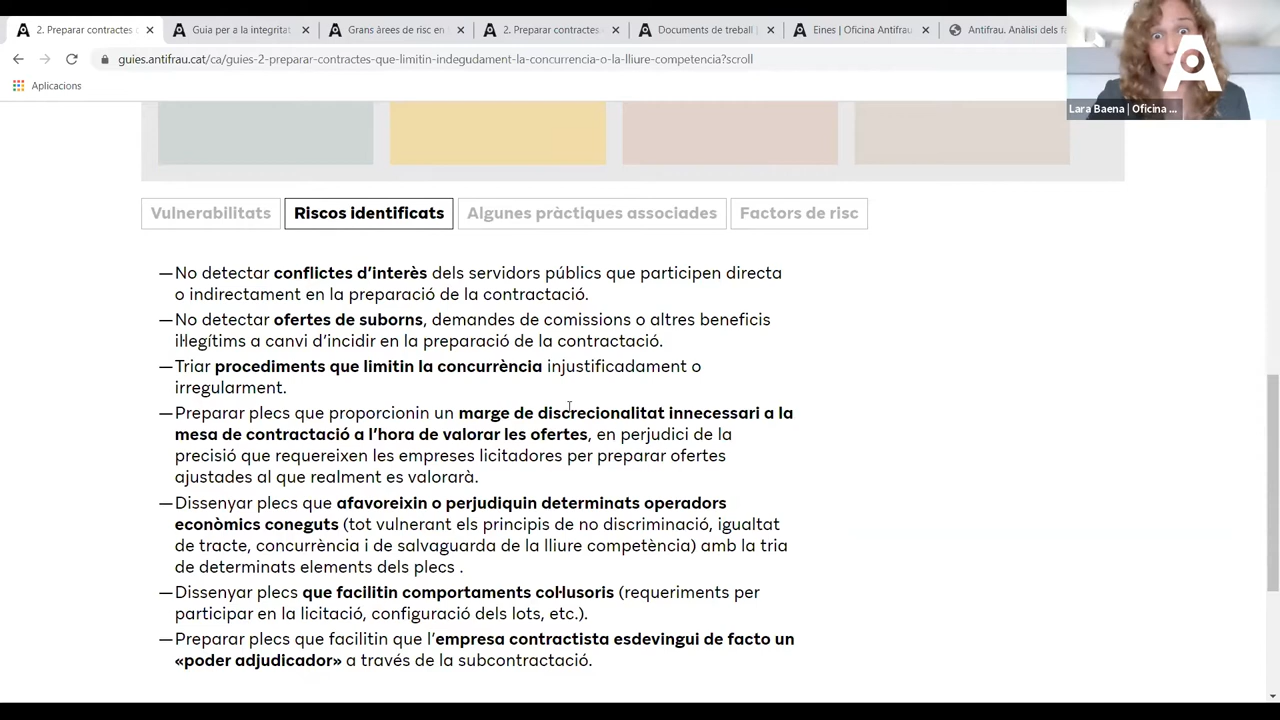 2. Preparar contractes
Guia per a la integritat
Grans àrees de risc en
2. Preparar contractes
Documents de treball
Eines | Oficina Antifrau
Antifrau. Anàlisi dels fa
guies.antifrau.cat/ca/guies-2-preparar-contractes-que-limitin-indegudament-la-concurrencia-o-la-lliure-competencia?scroll
Aplicacions
Lara Baena | Oficina ...
Vulnerabilitats
Riscos identificats
Algunes pràctiques associades
Factors de risc
—No detectar conflictes d'interès dels servidors públics que participen directa
o indirectament en la preparació de la contractació.
—No detectar ofertes de suborns, demandes de comissions o altres beneficis
il·legítims a canvi d'incidir en la preparació de la contractació.
—Triar procediments que limitin la concurrència injustificadament o
irregularment.
—Preparar plecs que proporcionin un marge de discrecionalitat innecessari a la
mesa de contractació a l'hora de valorar les ofertes, en perjudici de la
precisió que requereixen les empreses licitadores per preparar ofertes
ajustades al que realment es valorarà.
—Dissenyar plecs que afavoreixin o perjudiquin determinats operadors
econòmics coneguts (tot vulnerant els principis de no discriminació, igualtat
de tracte, concurrència i de salvaguarda de la lliure competència) amb la tria
de determinats elements dels plecs .
—Dissenyar plecs que facilitin comportaments col·lusoris (requeriments per
participar en la licitació, configuració dels lots, etc.).
—Preparar plecs que facilitin que l'empresa contractista esdevingui de facto un
«poder adjudicador» a través de la subcontractació.